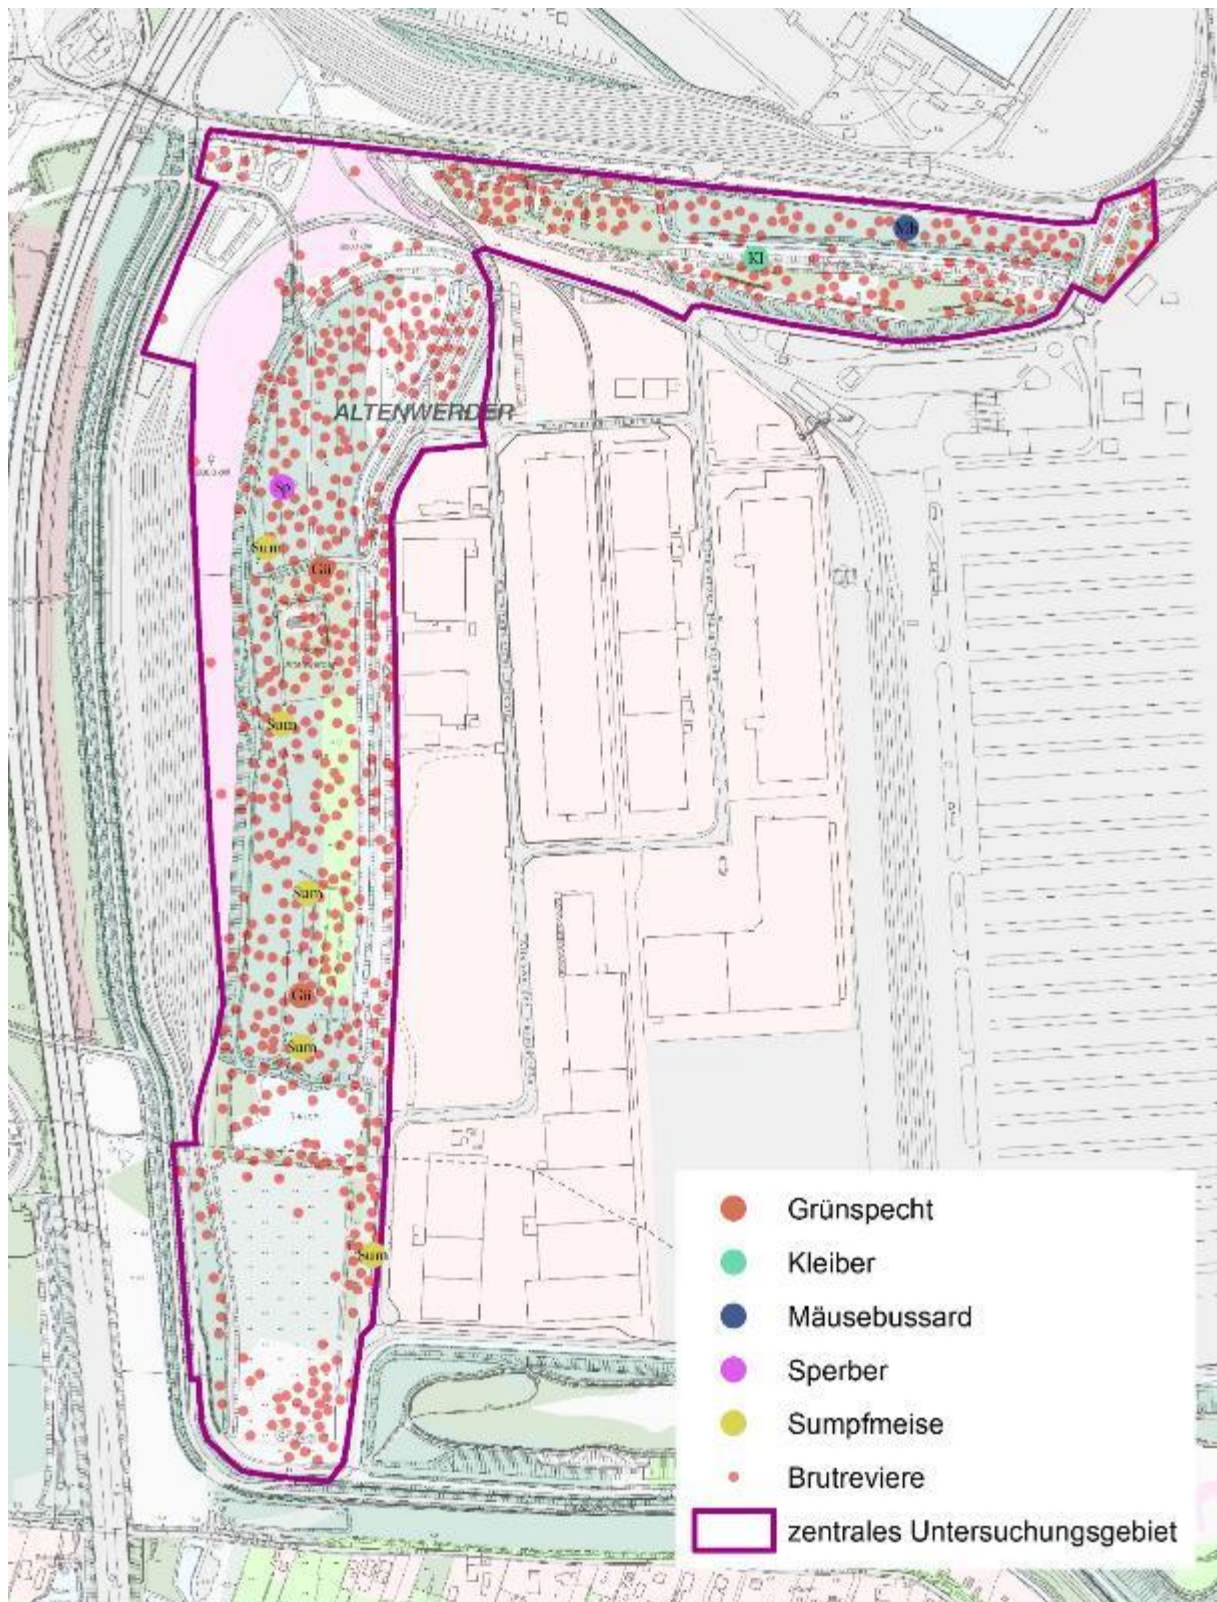 Mb
Kl
ALTENWERDER
Sp
Sum
Gü
Sum
Sum
Gü
Sum
Sum
Grünspecht
Kleiber
Mäusebussard
Sperber
Sumpfmeise
Brutreviere
zentrales Untersuchungsgebiet